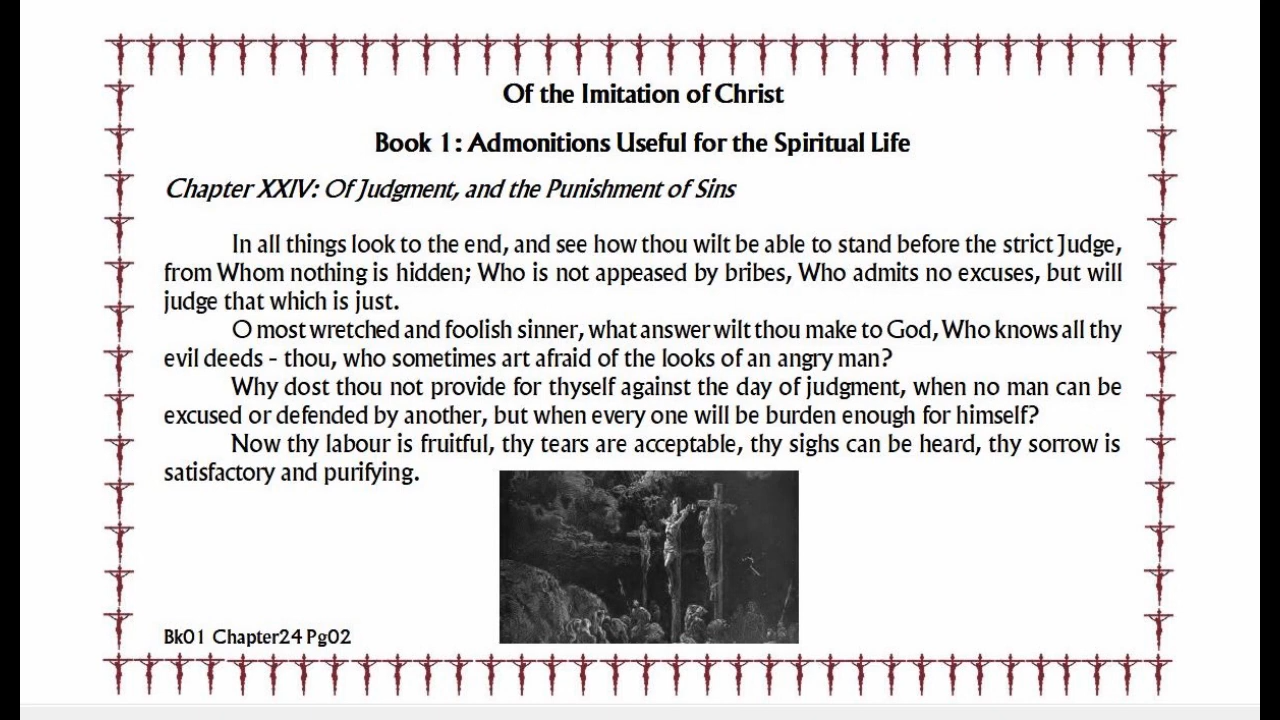 Of the Imitation of Christ
Book 1: Admonitions Useful for the Spiritual Life
Chapter XXIV: Of Judgment, and the Punishment of Sins
In all things look to the end, and see how thou wilt be able to stand before the strict Judge,
from Whom nothing is hidden; Who is not appeased by bribes, Who admits no excuses, but will
judge that which is just.
O most wretched and foolish sinner, what answer wilt thou make to God, Who knows all thy
evil deeds - thou, who sometimes art afraid of the looks of an angry man?
Why dost thou not provide for thyself against the day of judgment, when no man can be
excused or defended by another, but when every one will be burden enough for himself?
Now thy labour is fruitful, thy tears are acceptable, thy sighs can be heard, thy sorrow is
satisfactory and purifying.
Bk01 Chapter24 Pg02